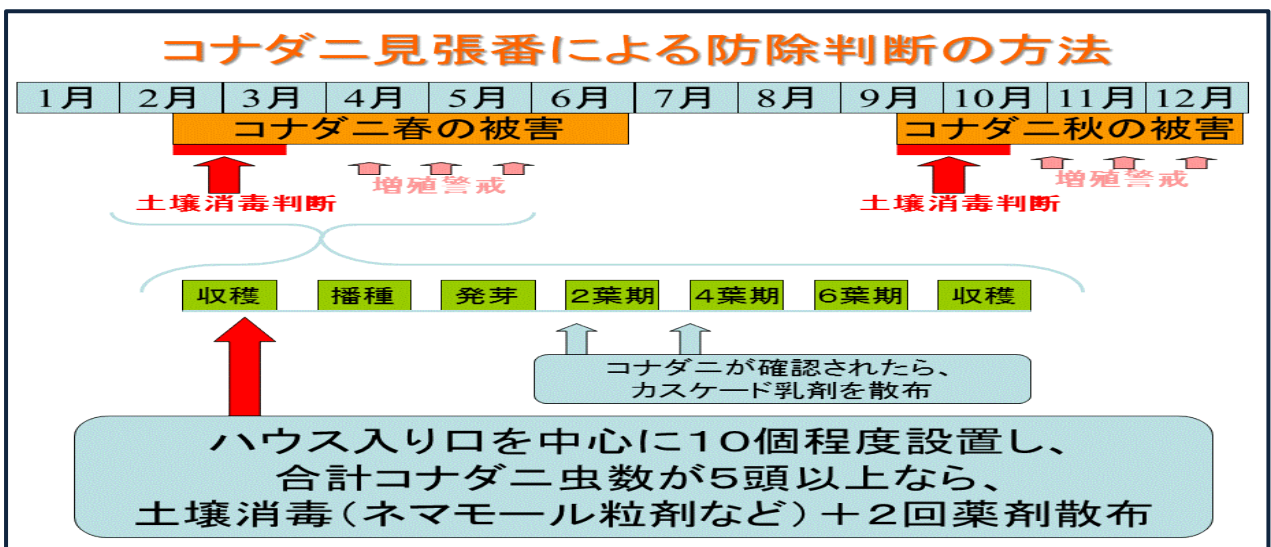 コナダニ見張番による防除判断の方法
1月 2月 3月 4月 5月 6月 7月 8月 9月 10月 11月 12月
コナダニ春の被害 コナダニ秋の被害
増殖警戒 増殖警戒
土壌消毒判断 土壌消毒判断
収穫 播種 発芽 2葉期 4葉期 6葉期 収穫
コナダニが確認されたら、
カスケード乳剤を散布
ハウス入り口を中心に10個程度設置し、
合計コナダニ虫数が5頭以上なら、
土壌消毒(ネマモール粒剤など)+2回薬剤散布